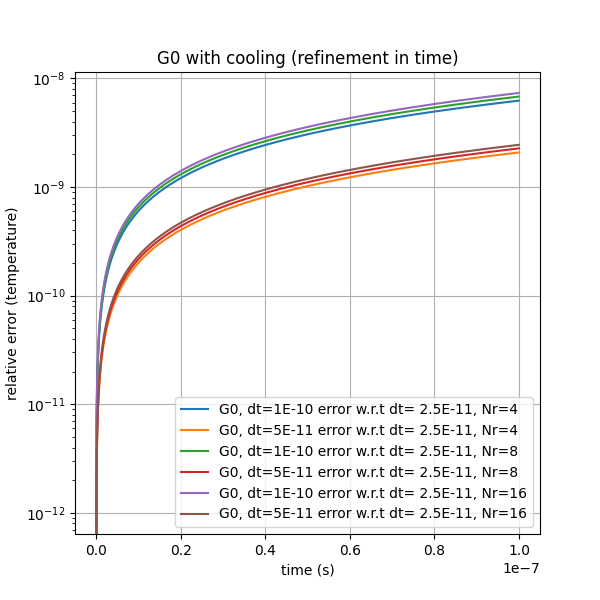 G0 with cooling (refinement in time)
relative error (temperature)
10⁻⁸
10⁻⁹
10⁻¹⁰
10⁻¹¹
10⁻¹²
G0, dt=1E-10 error w.r.t dt= 2.5E-11, Nr=4
G0, dt=5E-11 error w.r.t dt= 2.5E-11, Nr=4
G0, dt=1E-10 error w.r.t dt= 2.5E-11, Nr=8
G0, dt=5E-11 error w.r.t dt= 2.5E-11, Nr=8
G0, dt=1E-10 error w.r.t dt= 2.5E-11, Nr=16
G0, dt=5E-11 error w.r.t dt= 2.5E-11, Nr=16
0.0 0.2 0.4 0.6 0.8 1.0
1e−7
time (s)